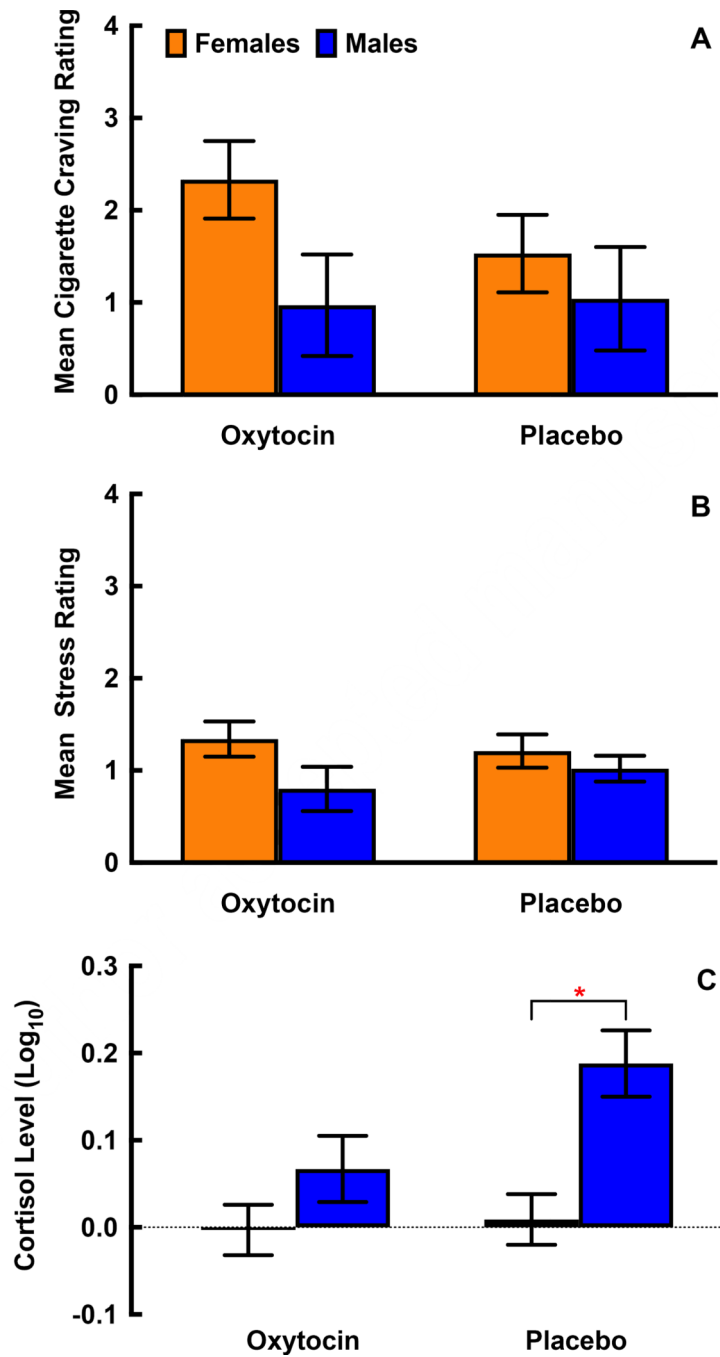 A
Females Males
Mean Cigarette Craving Rating
4
3
2
1
0
Oxytocin Placebo
B
Mean Stress Rating
4
3
2
1
0
Oxytocin Placebo
C
Cortisol Level (Log10)
0.3
0.2
0.1
0.0
-0.1
*
Oxytocin Placebo